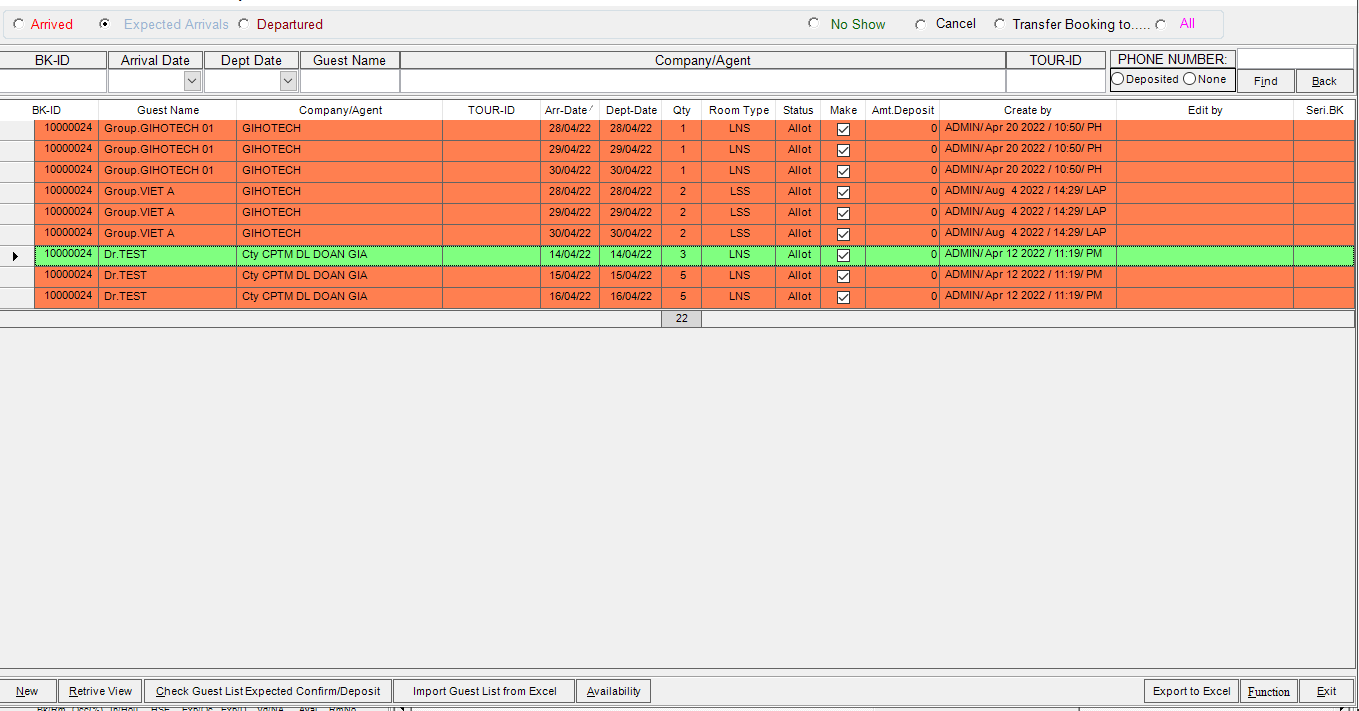 Arrived Expected Arrivals Departured No Show Cancel Transfer Booking to..... All
BK-ID Arrival Date Dept Date Guest Name Company/Agent TOUR-ID PHONE NUMBER:
Deposited None Find Back
BK-ID Guest Name Company/Agent TOUR-ID Arr-Date Dept-Date Qty Room Type Status Make Amt.Deposit Create by Edit by Seri.BK
10000024 Group.GIHOTECH 01 GIHOTECH 28/04/22 28/04/22 1 LNS Allot 0 ADMIN/Apr 20 2022 / 10:50/ PH
10000024 Group.GIHOTECH 01 GIHOTECH 29/04/22 29/04/22 1 LNS Allot 0 ADMIN/Apr 20 2022 / 10:50/ PH
10000024 Group.GIHOTECH 01 GIHOTECH 30/04/22 30/04/22 1 LNS Allot 0 ADMIN/Apr 20 2022 / 10:50/ PH
10000024 Group.VIET A GIHOTECH 28/04/22 28/04/22 2 LSS Allot 0 ADMIN/Aug 4 2022 / 14:29/ LAP
10000024 Group.VIET A GIHOTECH 29/04/22 29/04/22 2 LSS Allot 0 ADMIN/Aug 4 2022 / 14:29/ LAP
10000024 Group.VIET A GIHOTECH 30/04/22 30/04/22 2 LSS Allot 0 ADMIN/Aug 4 2022 / 14:29/ LAP
10000024 Dr.TEST Cty CPTM DL DOAN GIA 14/04/22 14/04/22 3 LNS Allot 0 ADMIN/Apr 12 2022 / 11:19/ PM
10000024 Dr.TEST Cty CPTM DL DOAN GIA 15/04/22 15/04/22 5 LNS Allot 0 ADMIN/Apr 12 2022 / 11:19/ PM
10000024 Dr.TEST Cty CPTM DL DOAN GIA 16/04/22 16/04/22 5 LNS Allot 0 ADMIN/Apr 12 2022 / 11:19/ PM
22
New Retrive View Check Guest List Expected Confirm/Deposit Import Guest List from Excel Availability Export to Excel Function Exit